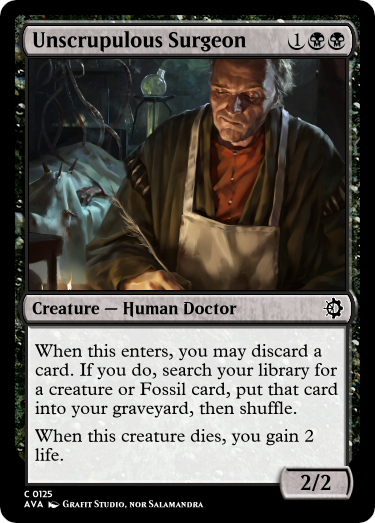 Unscrupulous Surgeon 1
Creature — Human Doctor
When this enters, you may discard a
card. If you do, search your library for
a creature or Fossil card, put that card
into your graveyard, then shuffle.
When this creature dies, you gain 2
life.
2/2
C 0125
AVA Grafit Studio, nor Salamandra